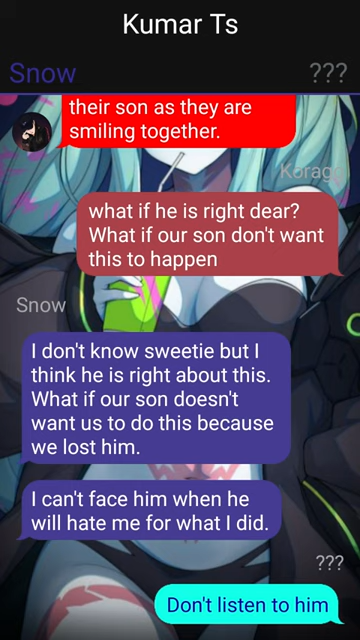 Kumar Ts
Snow
???
their son as they are
smiling together.
Korag
what if he is right dear?
What if our son don't want
this to happen
Snow
I don't know sweetie but I
think he is right about this.
What if our son doesn't
want us to do this because
we lost him.
I can't face him when he
will hate me for what I did.
???
Don't listen to him